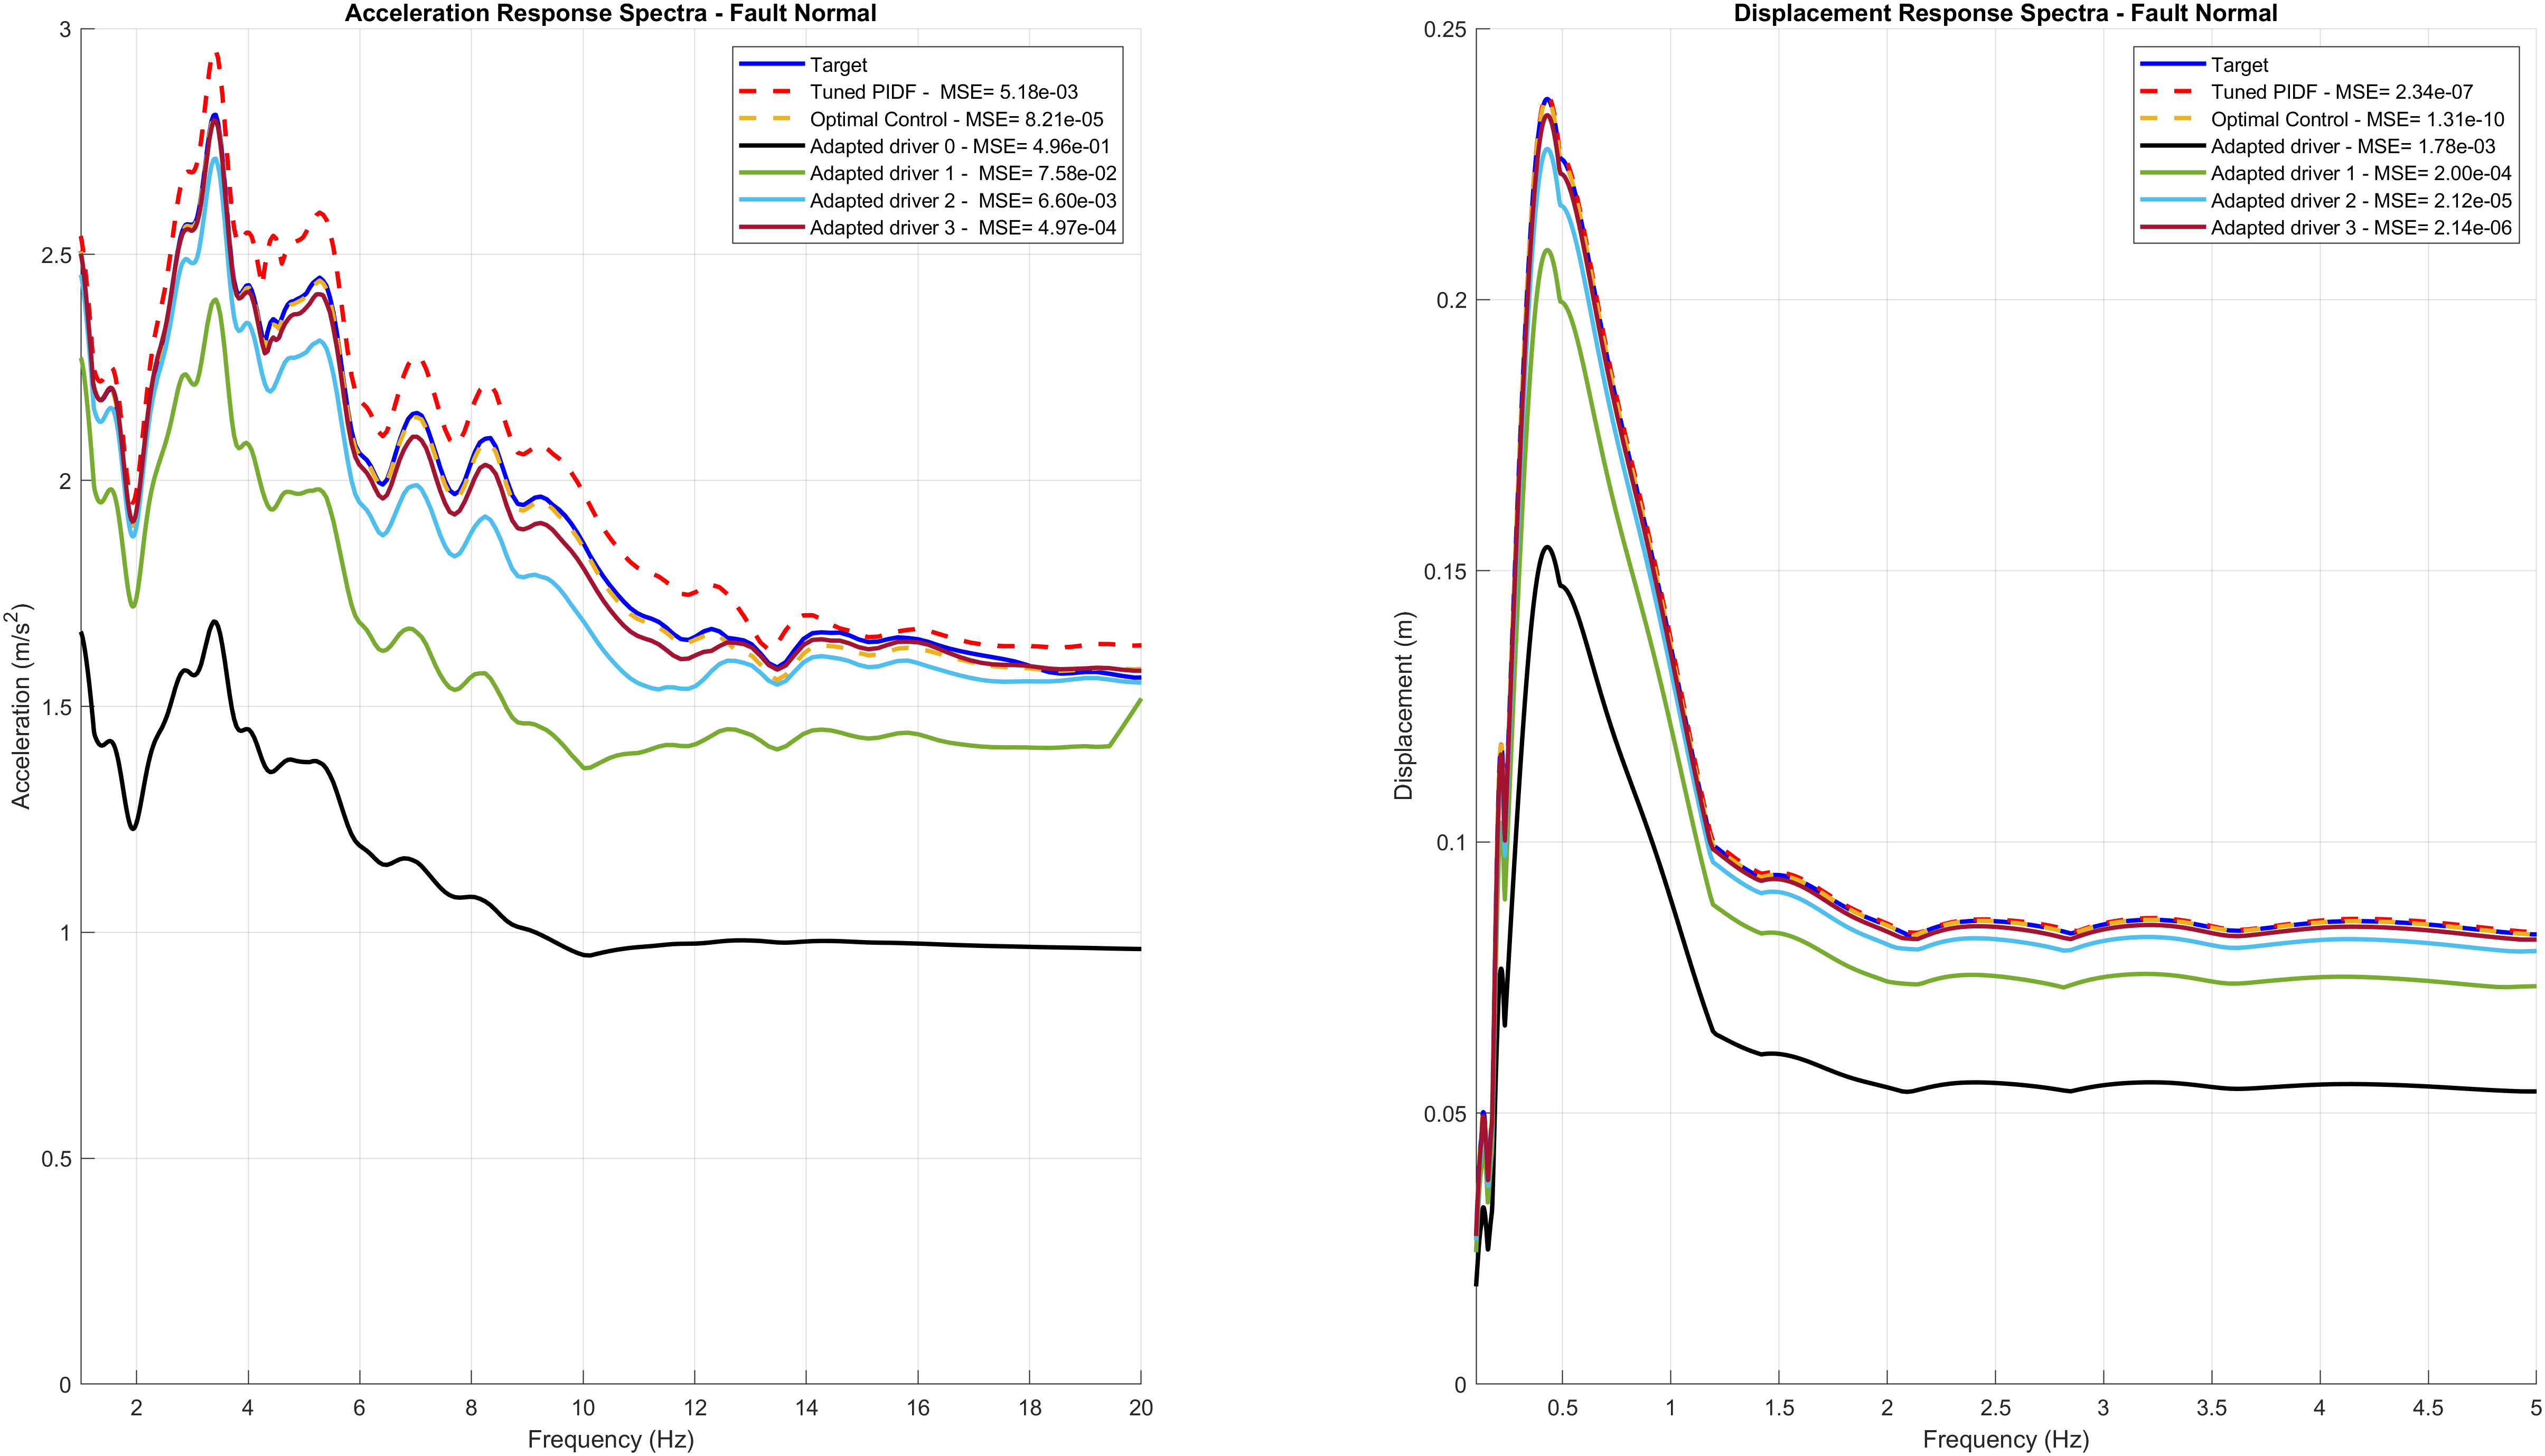 Acceleration Response Spectra - Fault Normal
3
2.5
2
1.5
1
0.5
0
Acceleration (m/s²)
2 4 6 8 10 12 14 16 18 20
Frequency (Hz)
Target
Tuned PIDF - MSE= 5.18e-03
Optimal Control - MSE= 8.21e-05
Adapted driver 0 - MSE= 4.96e-01
Adapted driver 1 - MSE= 7.58e-02
Adapted driver 2 - MSE= 6.60e-03
Adapted driver 3 - MSE= 4.97e-04
Displacement Response Spectra - Fault Normal
0.25
0.2
0.15
0.1
0.05
0
Displacement (m)
0.5 1 1.5 2 2.5 3 3.5 4 4.5 5
Frequency (Hz)
Target
Tuned PIDF - MSE= 2.34e-07
Optimal Control - MSE= 1.31e-10
Adapted driver - MSE= 1.78e-03
Adapted driver 1 - MSE= 2.00e-04
Adapted driver 2 - MSE= 2.12e-05
Adapted driver 3 - MSE= 2.14e-06